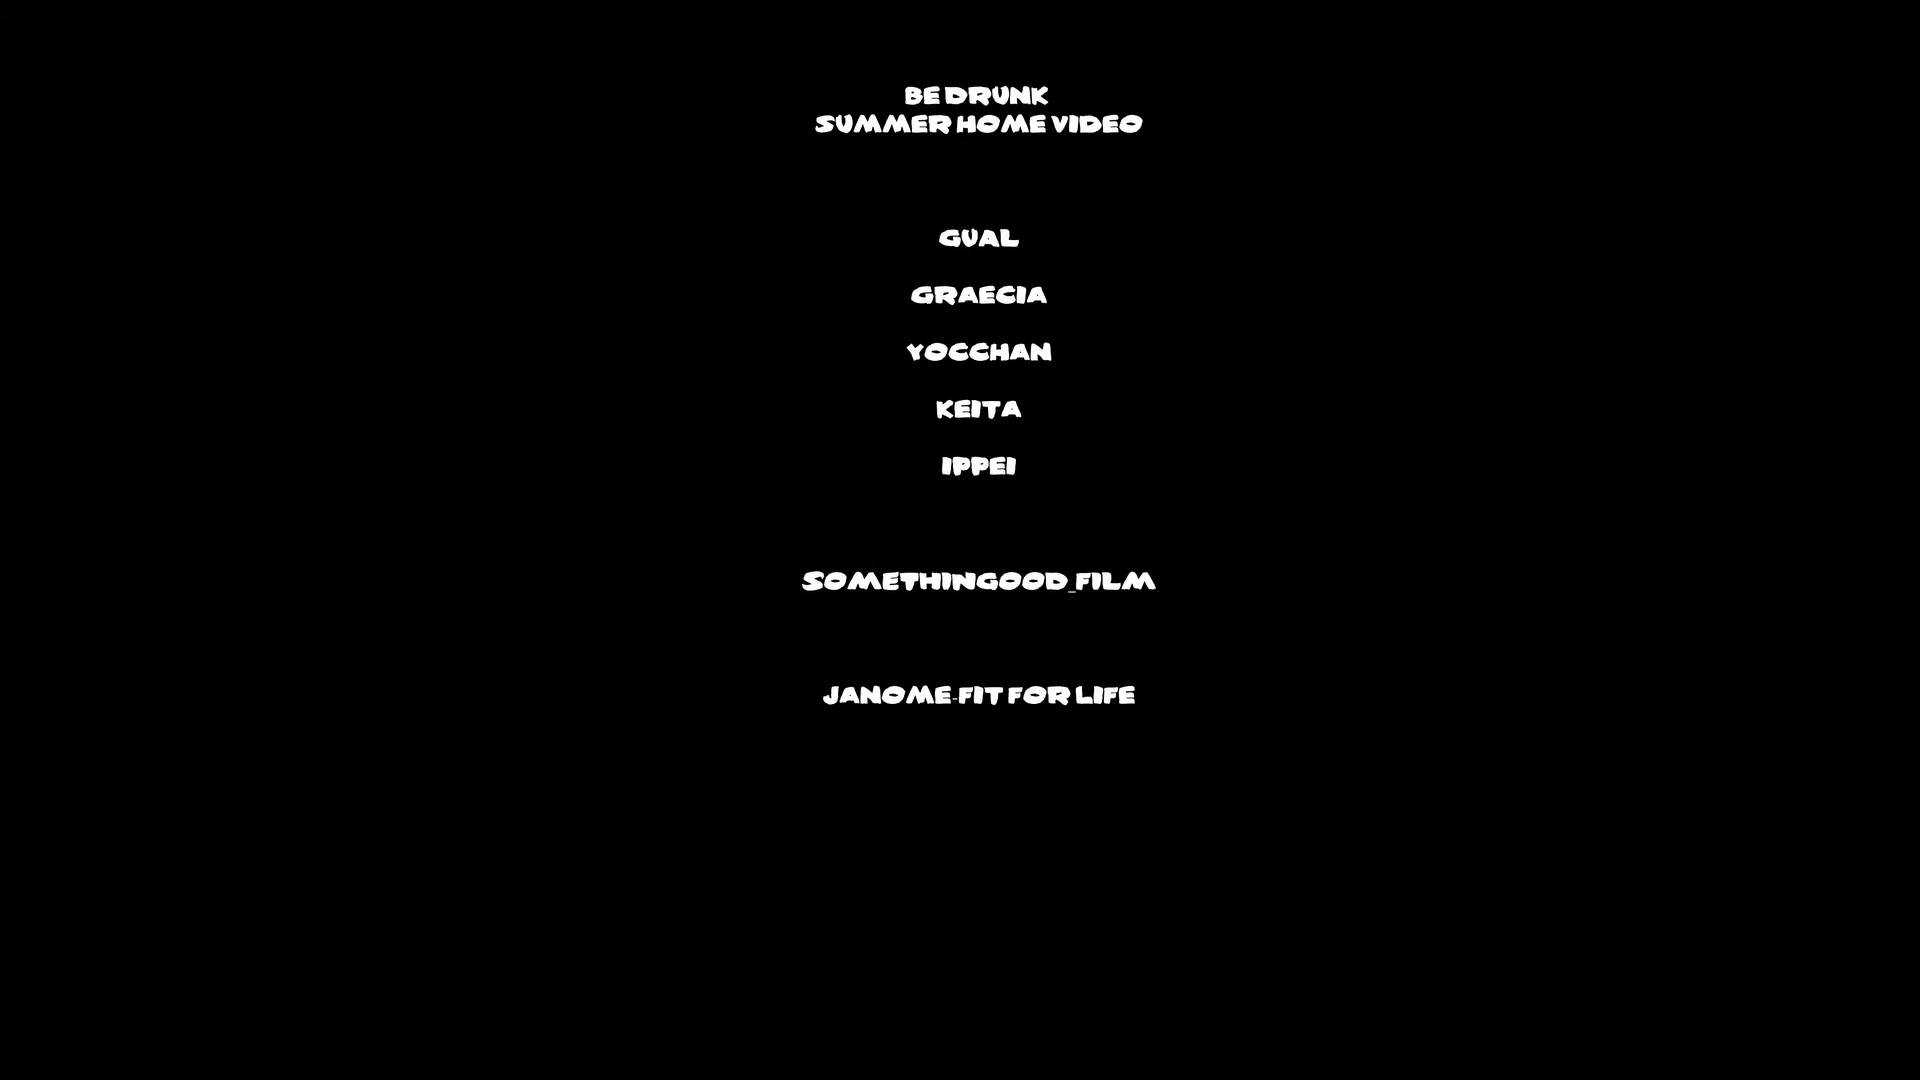 BE DRUNK
SUMMER HOME VIDEO
GUAL
GRAECIA
YOCCHAN
KEITA
IPPEI
SOMETHINGOOD_FILM
JANOME-FIT FOR LIFE